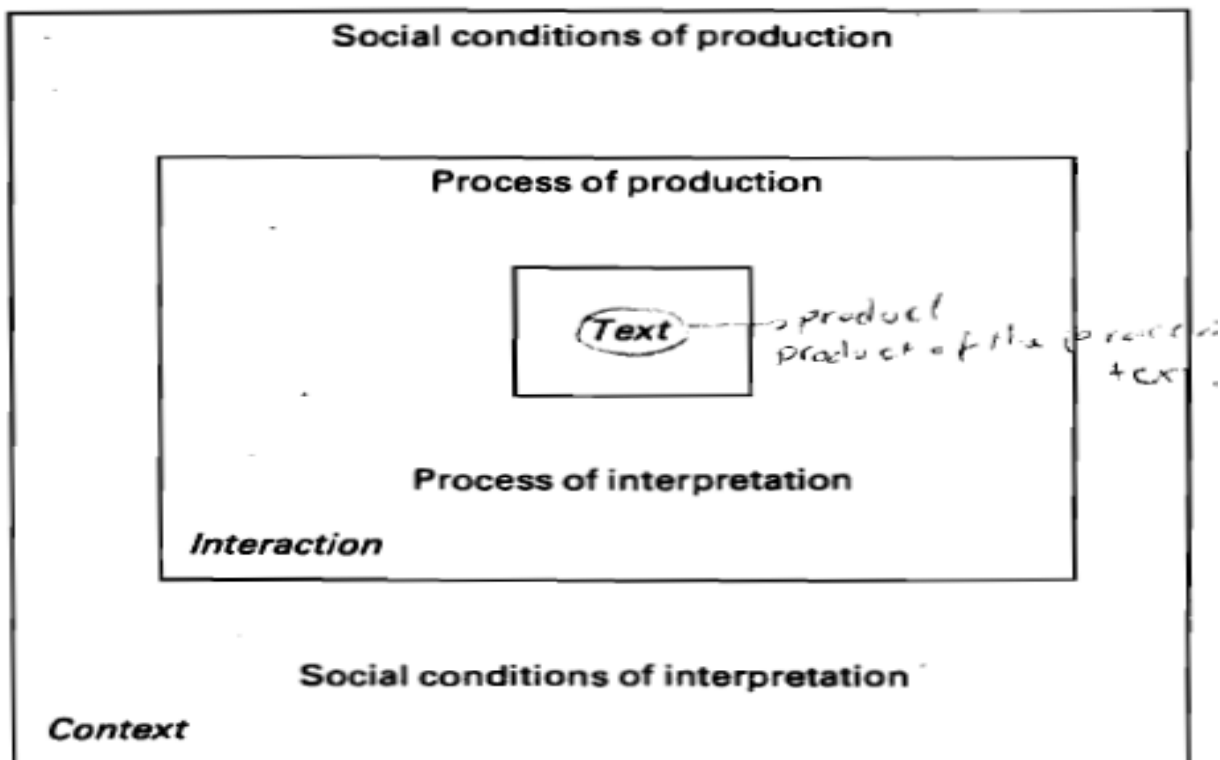 Social conditions of production
Process of production
Text
product
product of the
text
Process of interpretation
Interaction
Social conditions of interpretation
Context